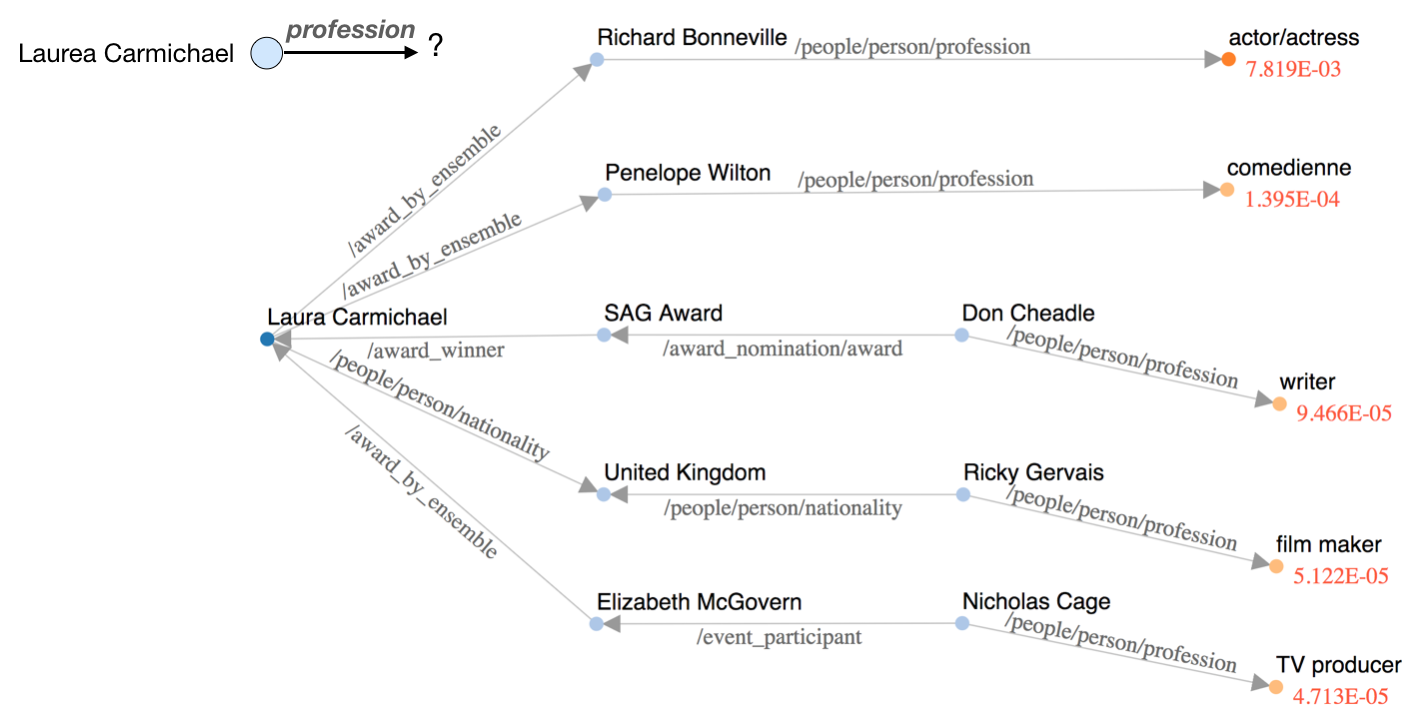 profession
Laurea Carmichael
?
Richard Bonneville
/people/person/profession
actor/actress
7.819E-03
/award_by_ensemble
Penelope Wilton
/people/person/profession
comedienne
1.395E-04
/award_by_ensemble
Laura Carmichael
/award_winner
SAG Award
/award_nomination/award
Don Cheadle
/people/person/profession
writer
9.466E-05
/people/person/nationality
United Kingdom
/people/person/nationality
Ricky Gervais
/people/person/profession
film maker
5.122E-05
/award_by_ensemble
Elizabeth McGovern
/event_participant
Nicholas Cage
/people/person/profession
TV producer
4.713E-05